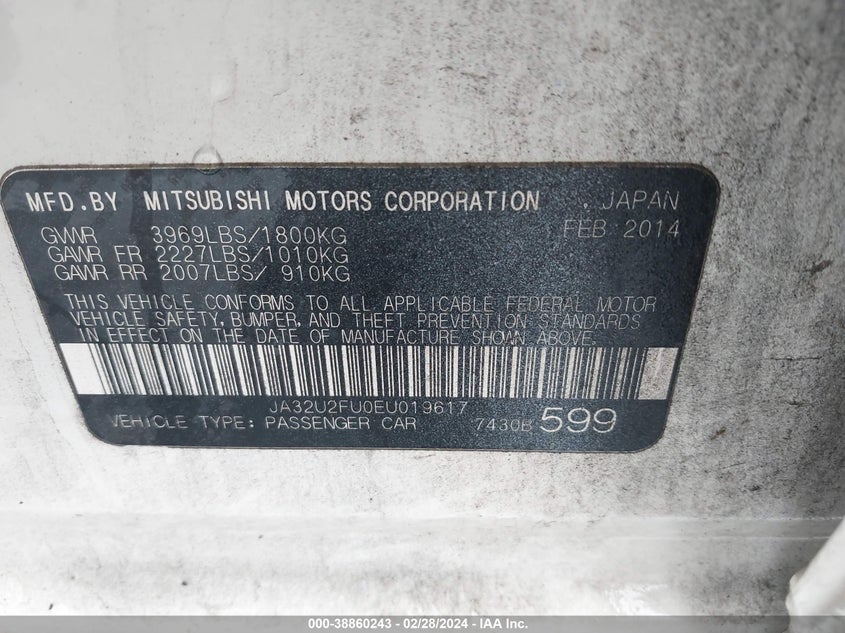 MFD.BY MITSUBISHI MOTORS CORPORATION . JAPAN
GVWR 3969LBS/1800KG FEB 2014
GAWR FR 2227LBS/1010KG
GAWR RR 2007LBS/ 910KG
THIS VEHICLE CONFORMS TO ALL APPLICABLE FEDERAL MOTOR
VEHICLE SAFETY, BUMPER, AND THEFT PREVENTION STANDARDS
IN EFFECT ON THE DATE OF MANUFACTURE SHOWN ABOVE.
JA32U2FU0EU019617
VEHICLE TYPE: PASSENGER CAR 7430B 599
000-38860243 - 02/28/2024 - IAA Inc.